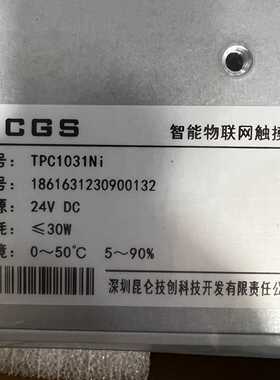 CGS 智能物联网触
号: TPC1031Ni
号: 1861631230900132
源: 24V DC
耗: ≤30W
境: 0～50℃ 5～90%
深圳昆仑技创科技开发有限责任公